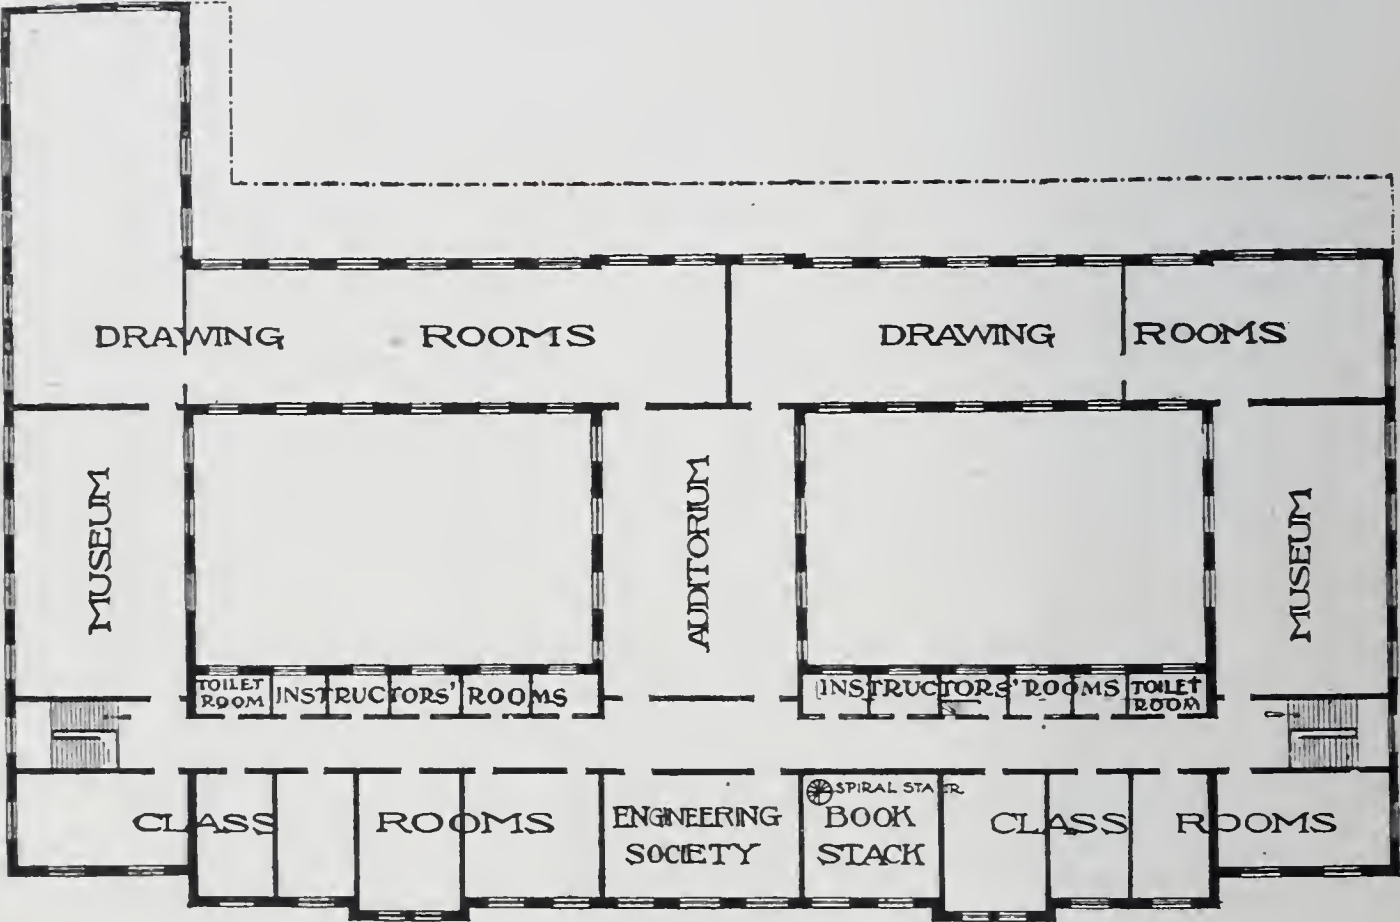 DRAWING ROOMS
DRAWING ROOMS
MUSEUM
AUDITORIUM
MUSEUM
TOILET
ROOM
INSTRUCTORS' ROOMS
INSTRUCTORS' ROOMS
TOILET
ROOM
CLASS ROOMS
ENGINEERING
SOCIETY
SPIRAL STAIR
BOOK
STACK
CLASS ROOMS